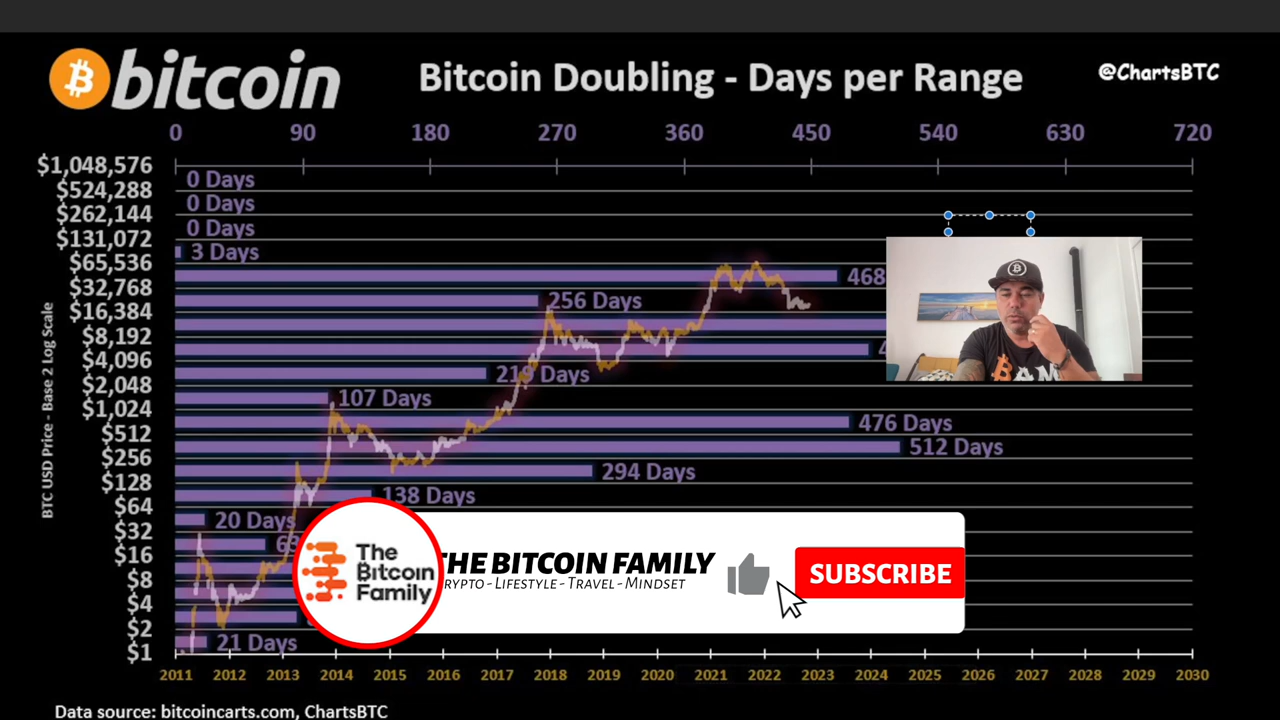 bitcoin
Bitcoin Doubling - Days per Range
@ChartsBTC
0 90 180 270 360 450 540 630 720
$1,048,576
0 Days
$524,288
0 Days
$262,144
0 Days
$131,072
3 Days
$65,536
468
$32,768
256 Days
$16,384
$8,192
4
$4,096
219 Days
$2,048
107 Days
$1,024
476 Days
$512
512 Days
$256
294 Days
$128
138 Days
$64
20 Days
$32
63
$16
$8
$4
$2
21 Days
$1
BTC USD Price - Base 2 Log Scale
The
Bitcoin
Family
THE BITCOIN FAMILY
CRYPTO - LIFESTYLE - TRAVEL - MINDSET
SUBSCRIBE
2011 2012 2013 2014 2015 2016 2017 2018 2019 2020 2021 2022 2023 2024 2025 2026 2027 2028 2029 2030
Data source: bitcoincarts.com, ChartsBTC